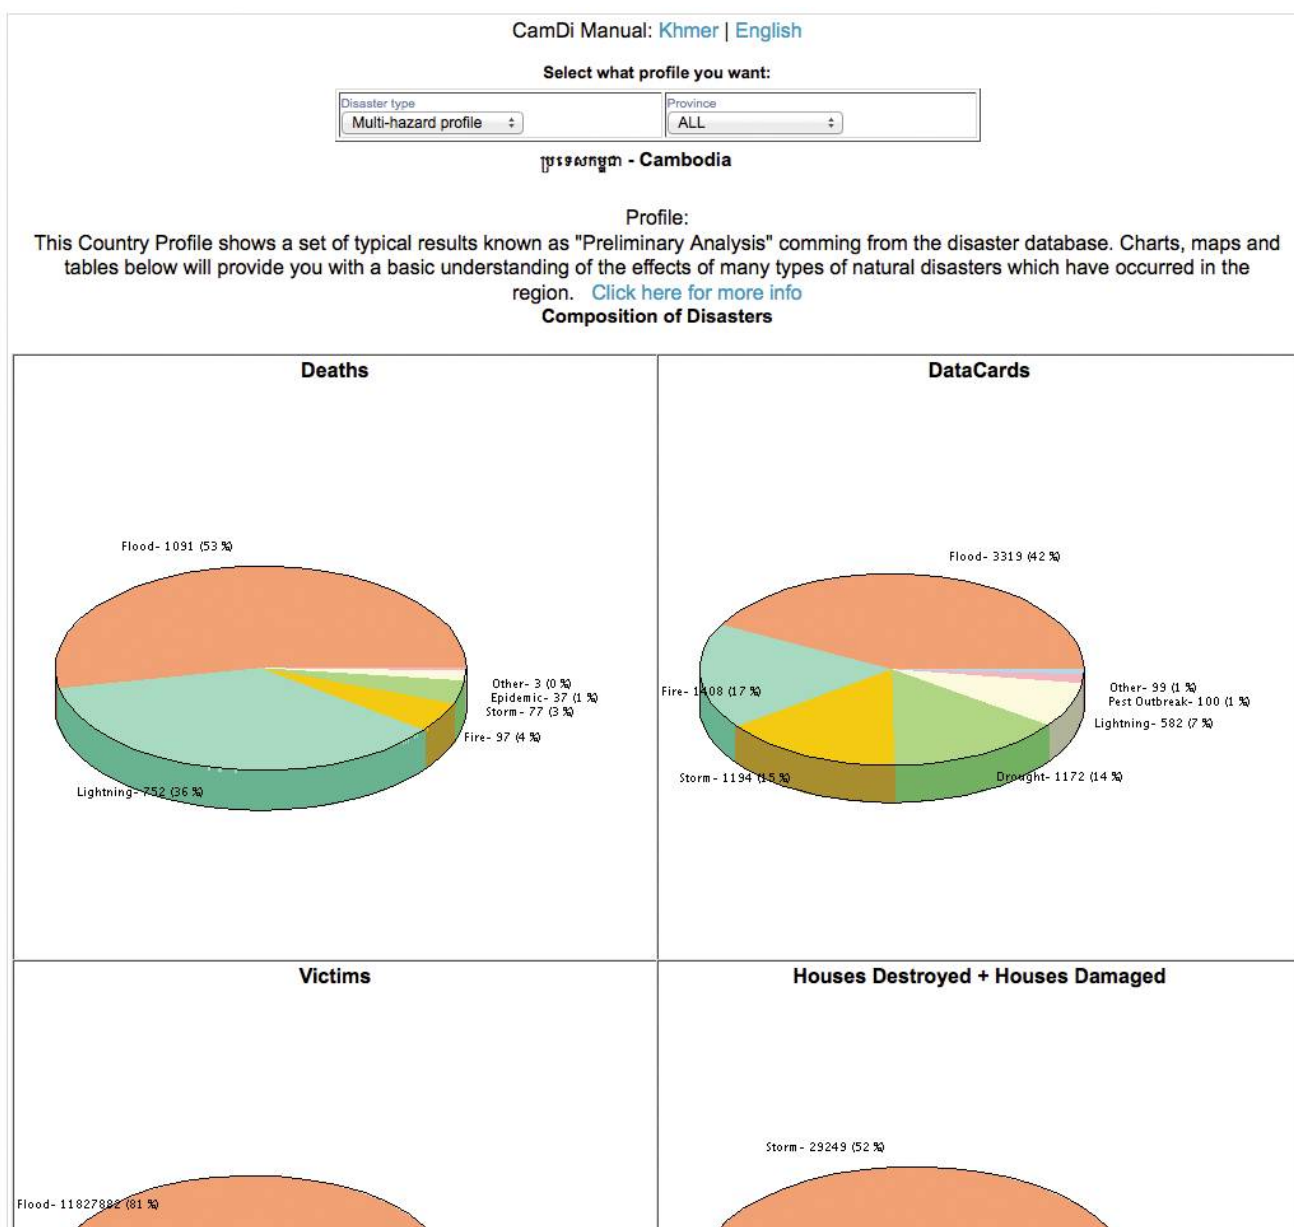 CamDi Manual: Khmer | English
Select what profile you want:
Disaster type
Province
Multi-hazard profile
ALL
ប្រទេសកម្ពុជា - Cambodia
Profile:
This Country Profile shows a set of typical results known as "Preliminary Analysis" comming from the disaster database. Charts, maps and
tables below will provide you with a basic understanding of the effects of many types of natural disasters which have occurred in the
region. Click here for more info
Composition of Disasters
Deaths
Flood- 1091 (53 %)
Other- 3 (0 %)
Epidemic- 37 (1 %)
Storm- 77 (3 %)
Fire- 97 (4 %)
Lightning- 752 (36 %)
DataCards
Flood- 3319 (42 %)
Fire- 1408 (17 %)
Other- 99 (1 %)
Pest Outbreak- 100 (1 %)
Lightning- 582 (7 %)
Storm- 1194 (15 %)
Drought- 1172 (14 %)
Victims
Flood- 11827882 (81 %)
Houses Destroyed + Houses Damaged
Storm- 29249 (52 %)